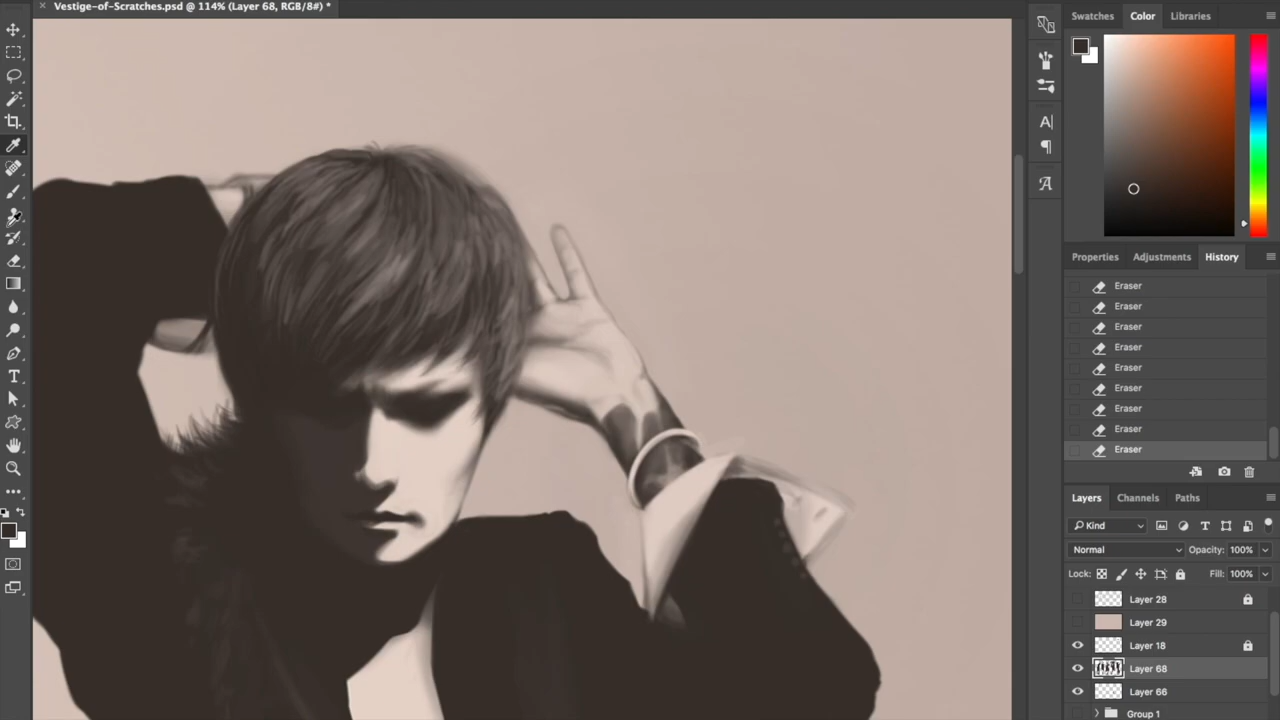 Vestige-of-Scratches.psd @ 114% (Layer 68, RGB/8#) *
Swatches
Color
Libraries
Properties
Adjustments
History
Eraser
Eraser
Eraser
Eraser
Eraser
Eraser
Eraser
Eraser
Eraser
Layers
Channels
Paths
Kind
Normal
Opacity: 100%
Lock:
Fill: 100%
Layer 28
Layer 29
Layer 18
Layer 68
Layer 66
Group 1